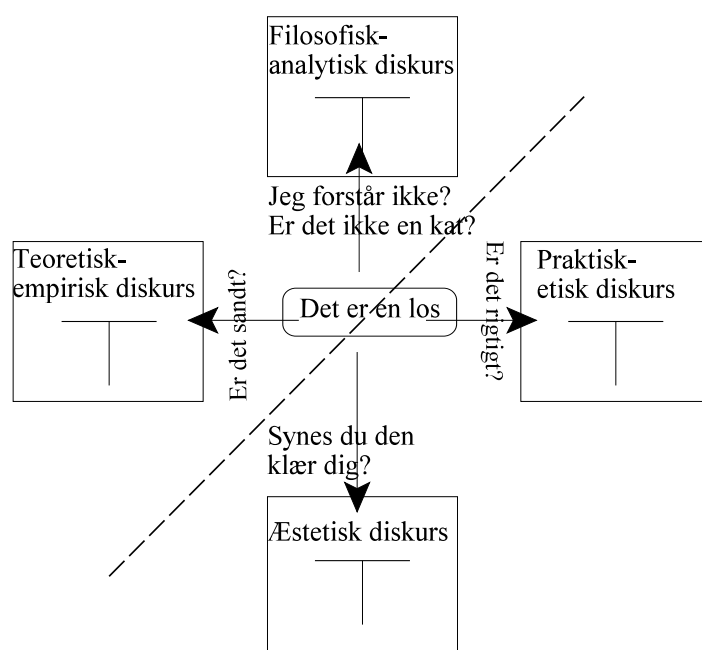 Filosofisk-
analytisk diskurs
Jeg forstår ikke?
Er det ikke en kat?
Teoretisk-
empirisk diskurs
Er det sandt?
Det er en los
Er det rigtigt?
Praktisk-
etisk diskurs
Synes du den
klær dig?
Æstetisk diskurs